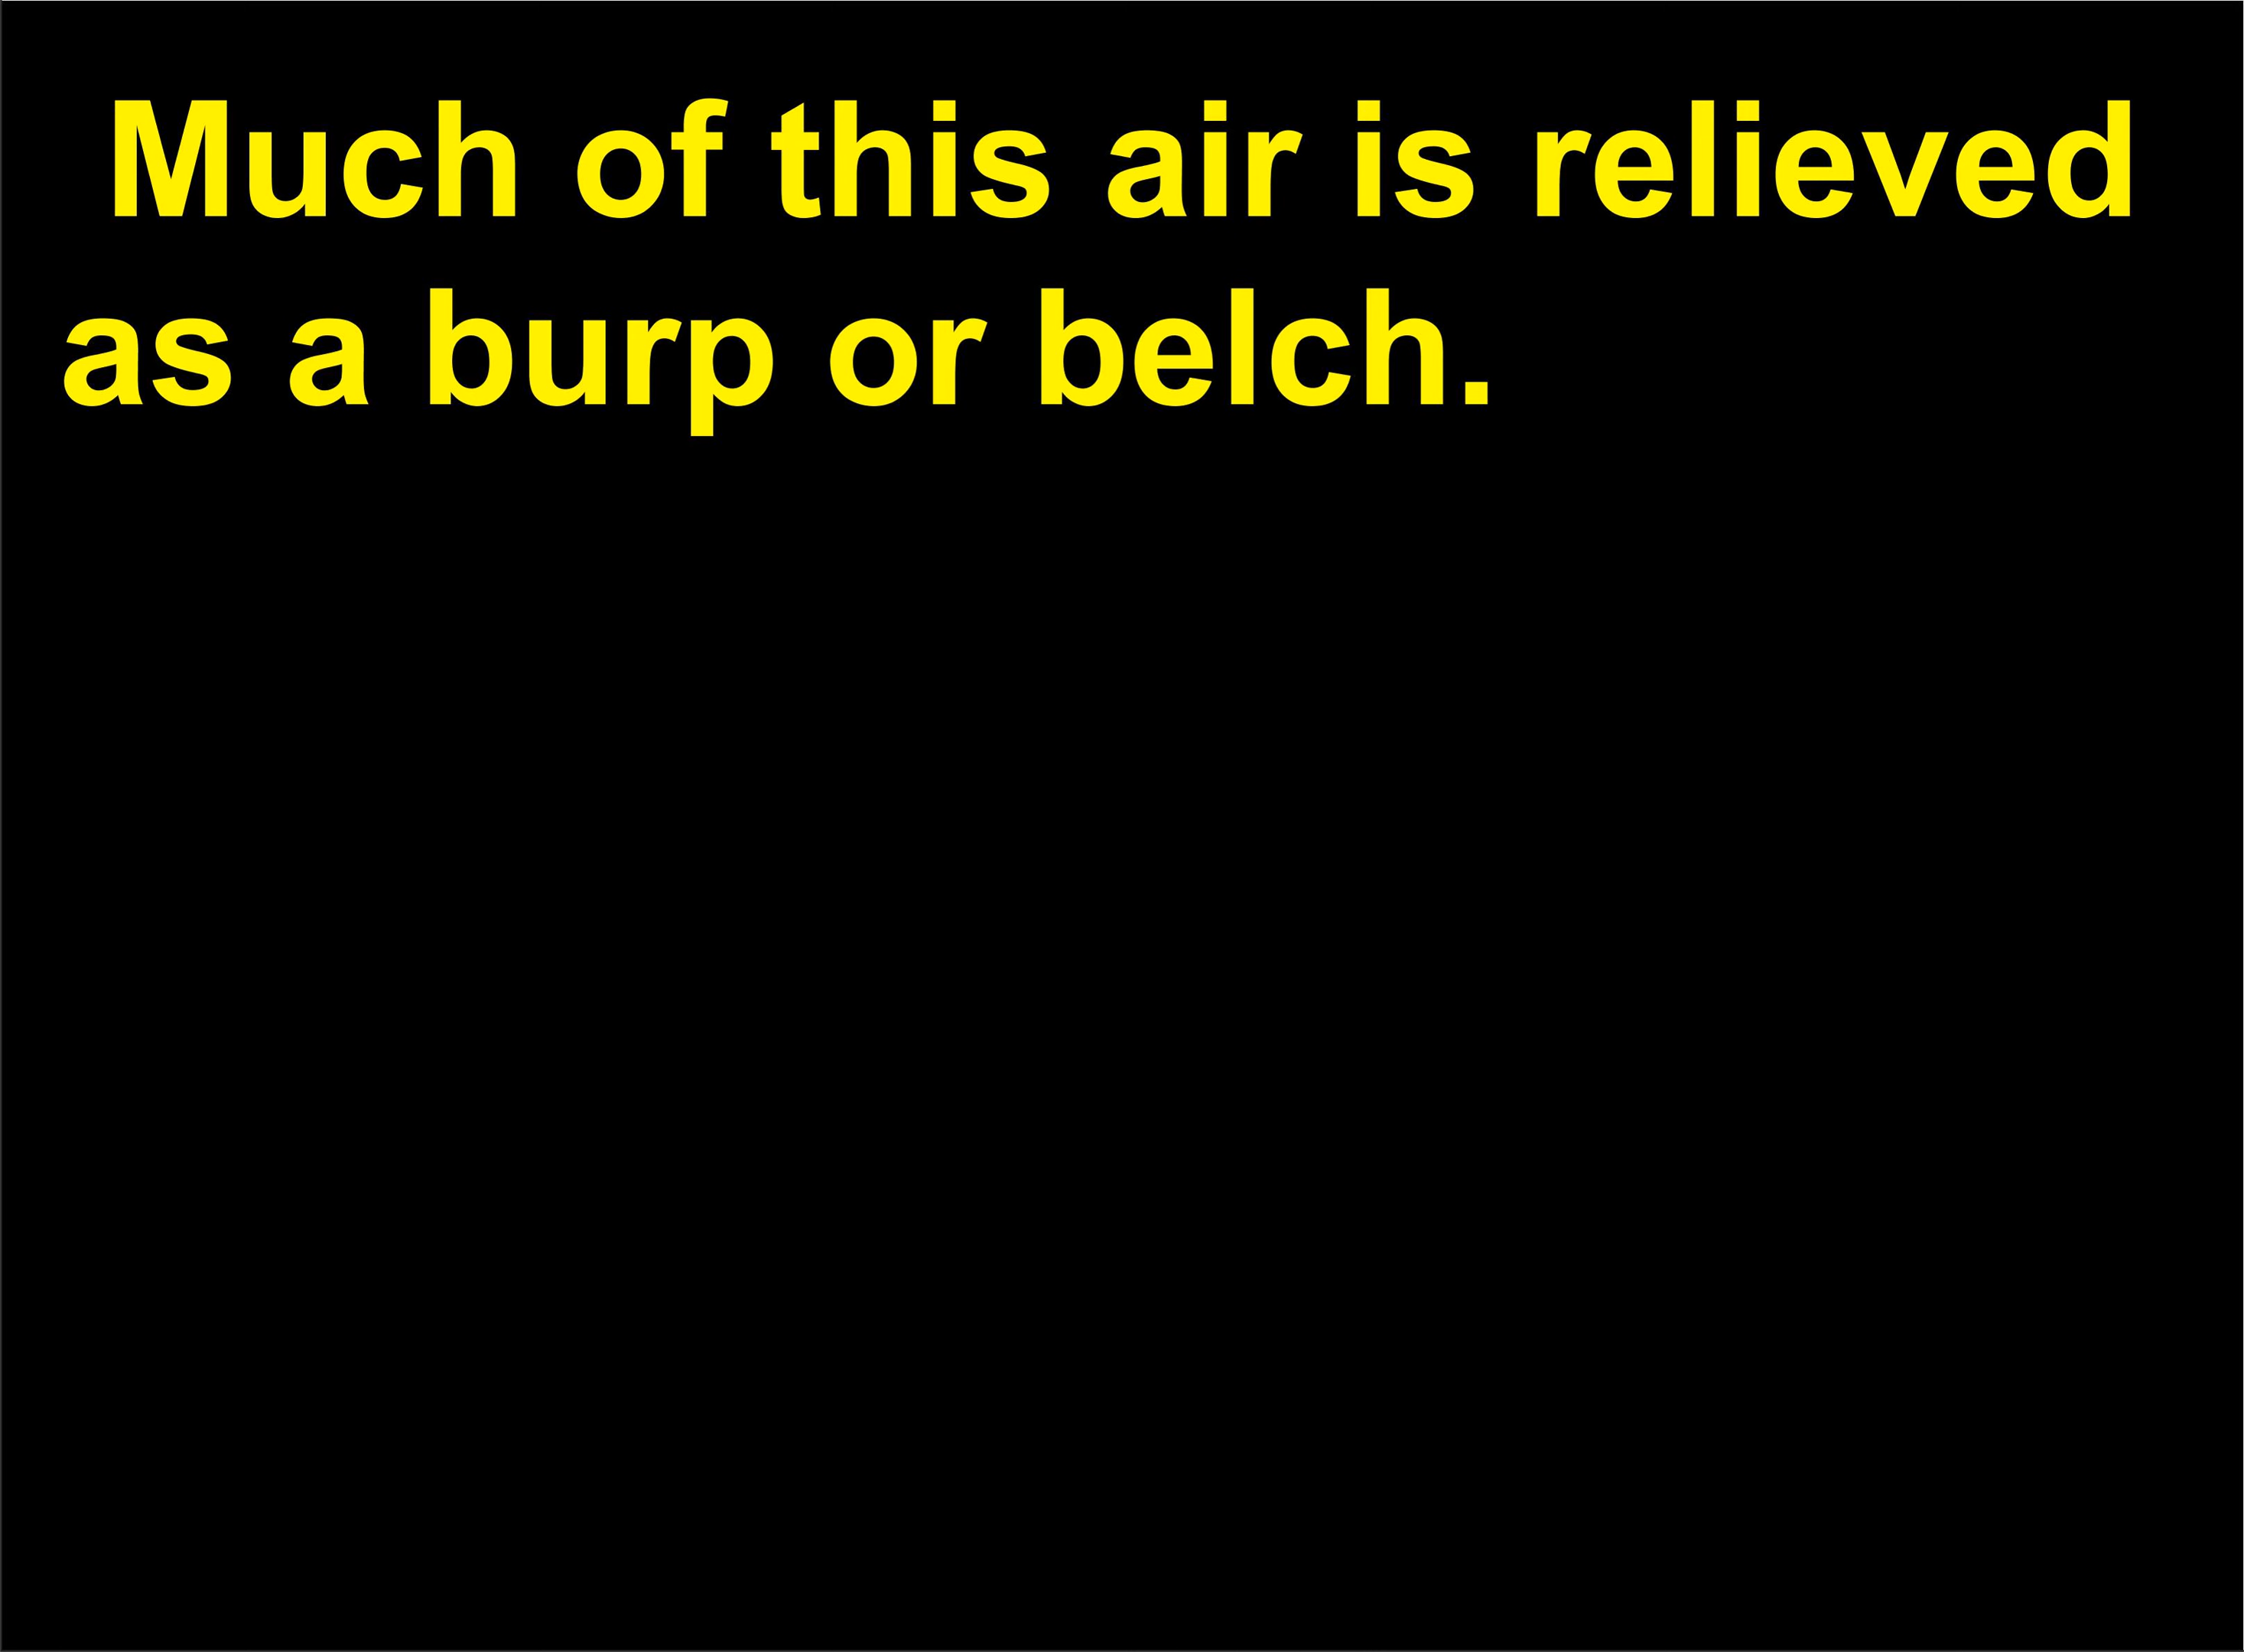 Much of this air is relieved
as a burp or belch.